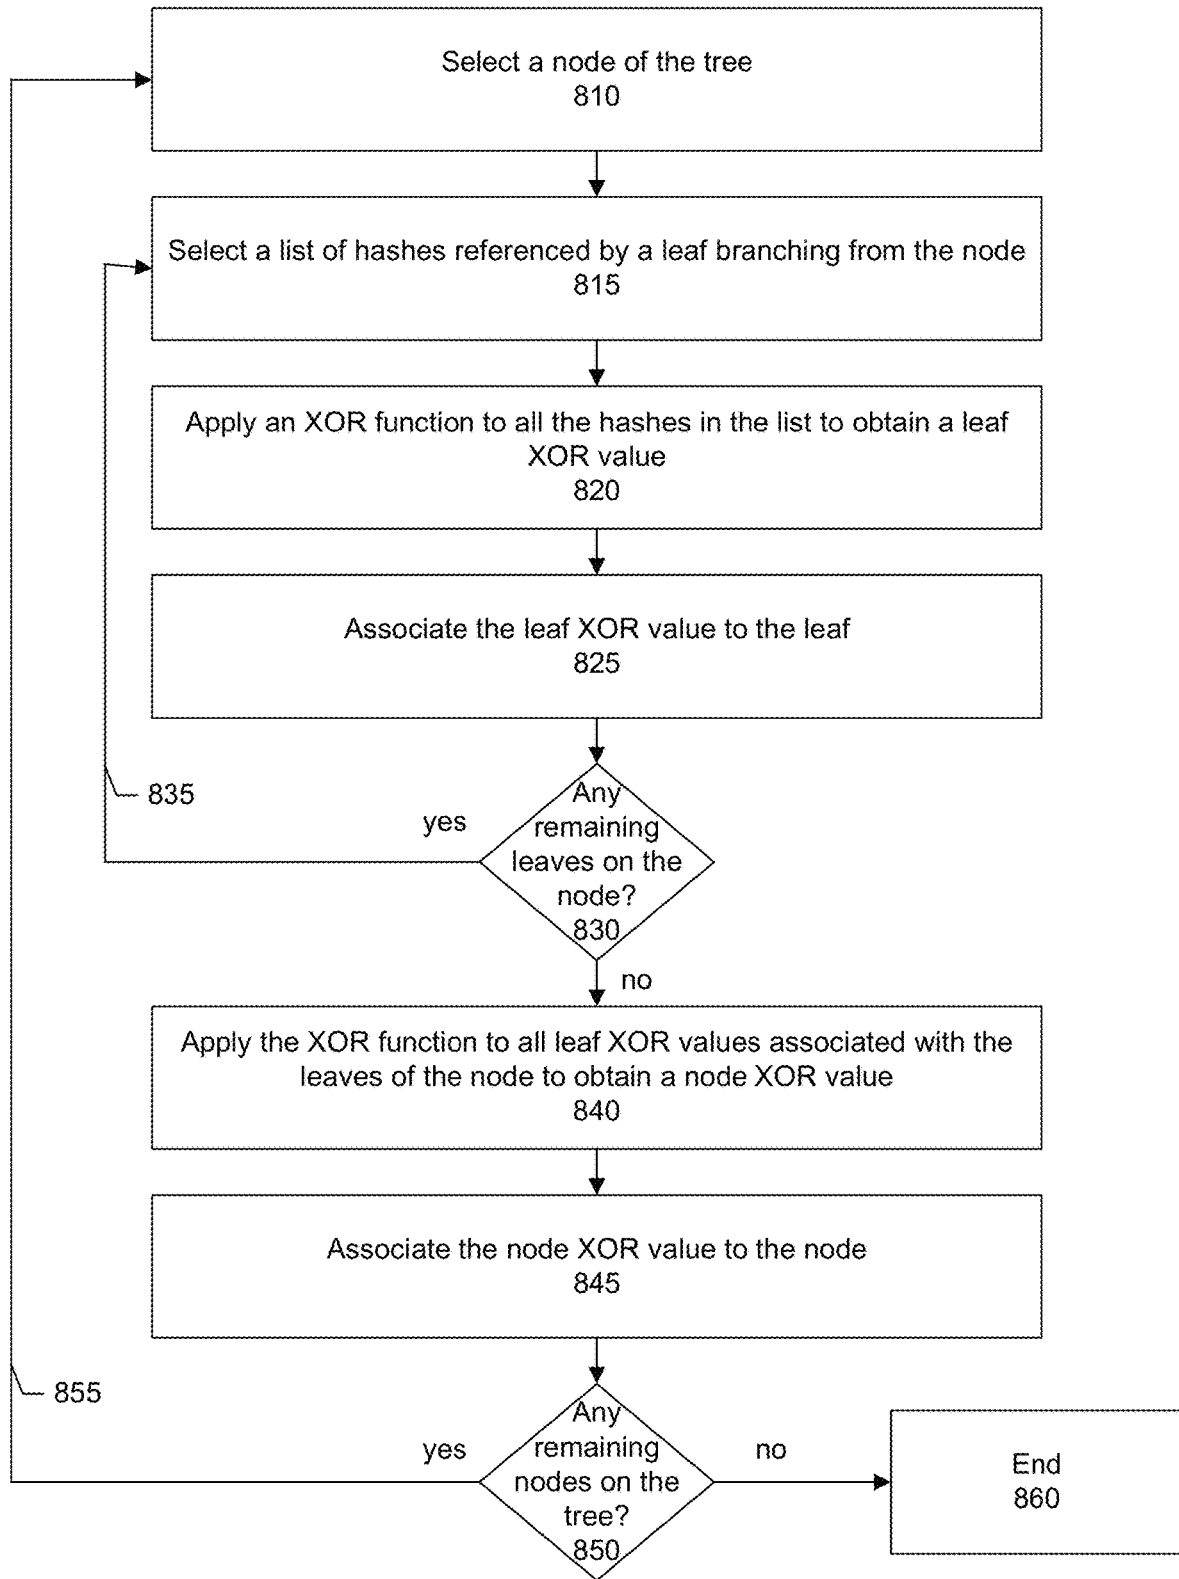 Select a node of the tree
810
Select a list of hashes referenced by a leaf branching from the node
815
Apply an XOR function to all the hashes in the list to obtain a leaf
XOR value
820
Associate the leaf XOR value to the leaf
825
835
yes
Any
remaining
leaves on the
node?
830
no
Apply the XOR function to all leaf XOR values associated with the
leaves of the node to obtain a node XOR value
840
Associate the node XOR value to the node
845
855
yes
Any
remaining
nodes on the
tree?
850
no
End
860